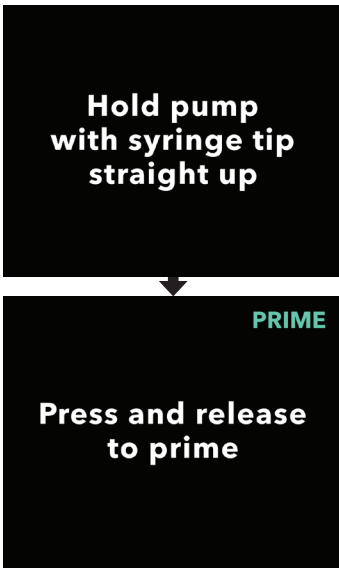 Hold pump
with syringe tip
straight up
PRIME
Press and release
to prime